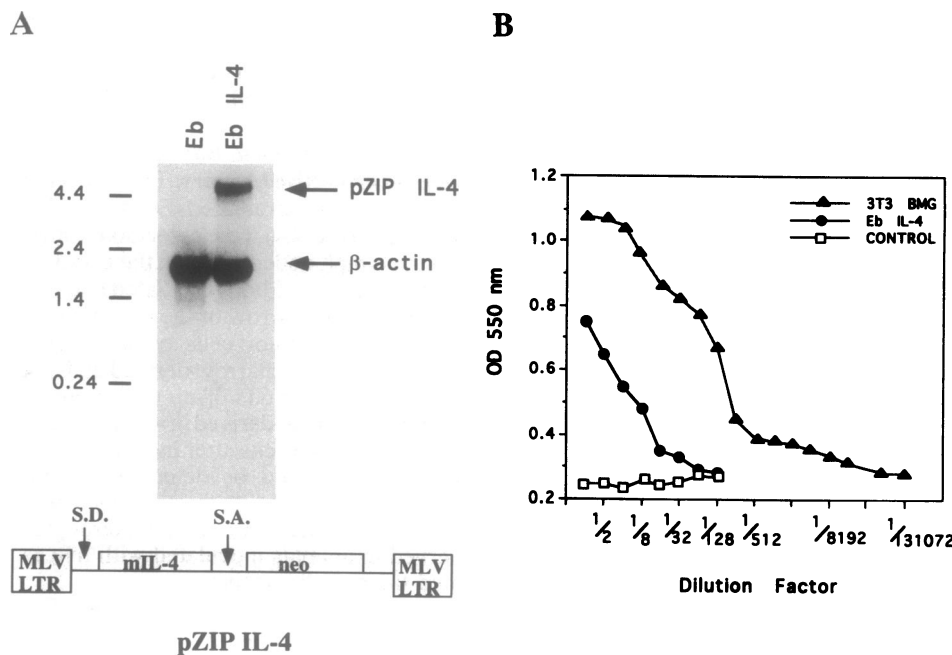 A
Eb
Eb IL-4
4.4
pZIP IL-4
2.4
β-actin
1.4
0.24
S.D.
S.A.
MLV
LTR
mIL-4
neo
MLV
LTR
pZIP IL-4
B
1.2
1.0
0.8
0.6
0.4
0.2
OD 550 nm
3T3 BMG
Eb IL-4
CONTROL
1/2
1/8
1/32
1/128
1/512
1/8192
1/131072
Dilution Factor